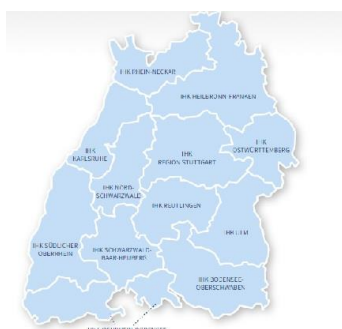 IHK RHEIN-NECKAR
IHK HEILBRONN-FRANKEN
IHK
OSTWÜRTTEMBERG
IHK
KARLSRUHE
IHK
REGION STUTTGART
IHK NORD-
SCHWARZWALD
IHK REUTLINGEN
IHK ULM
IHK SÜDLICHER
OBERRHEIN
IHK SCHWARZWALD-
BAAR-HEUBERG
IHK BODENSEE-
OBERSCHWABEN